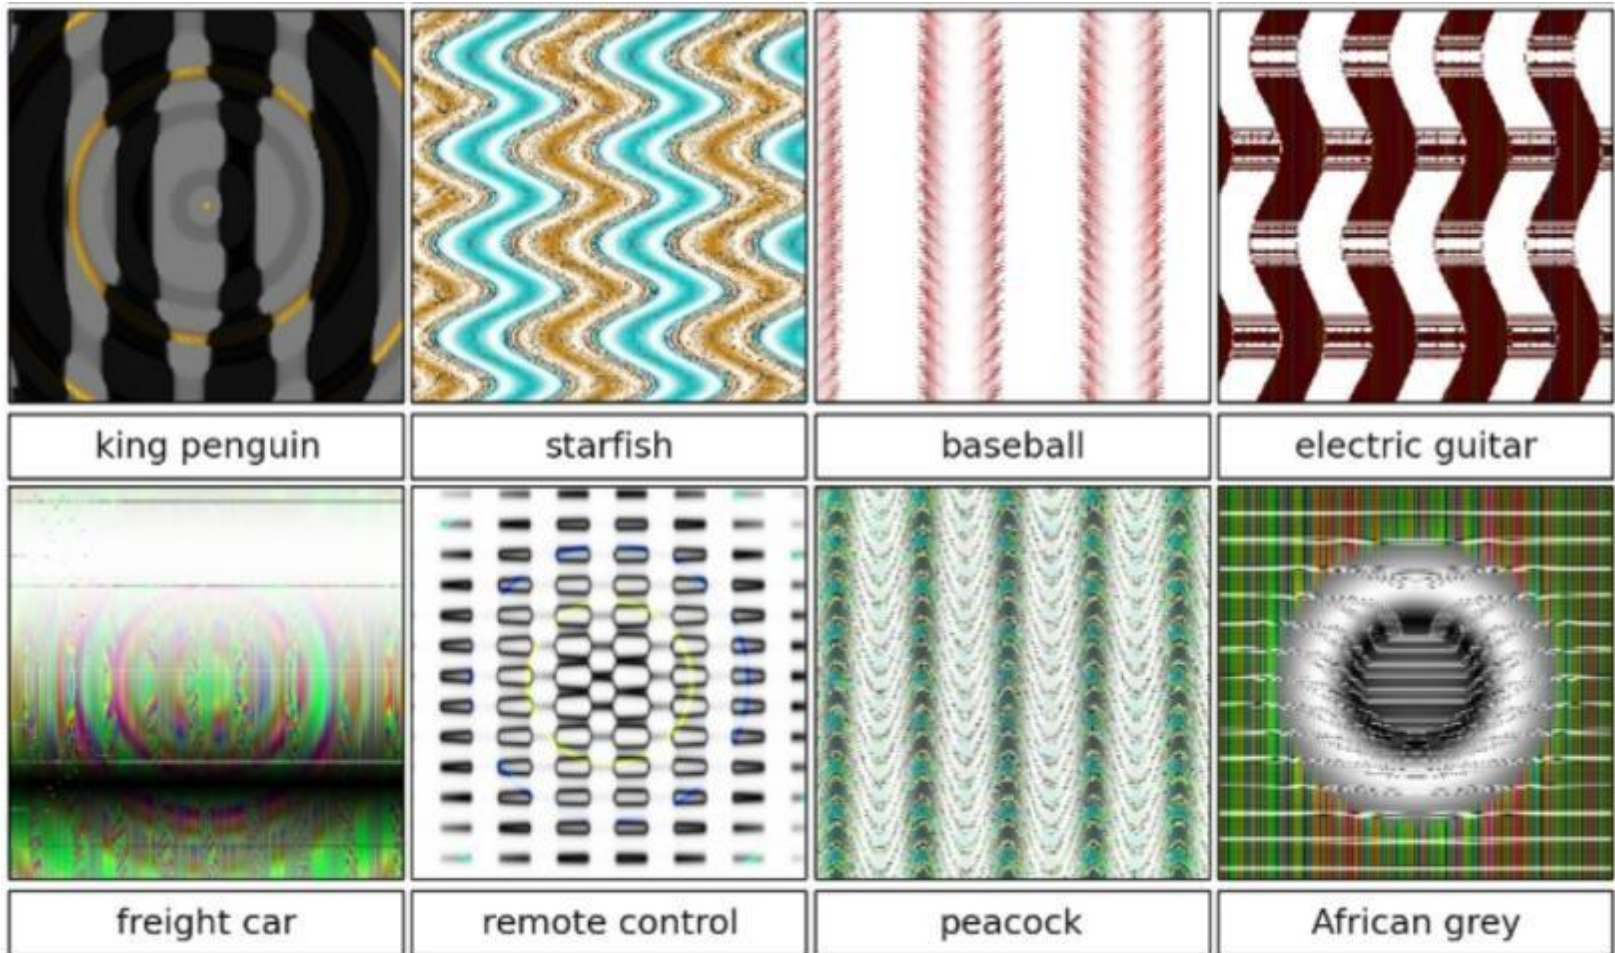 king penguin
starfish
baseball
electric guitar
freight car
remote control
peacock
African grey